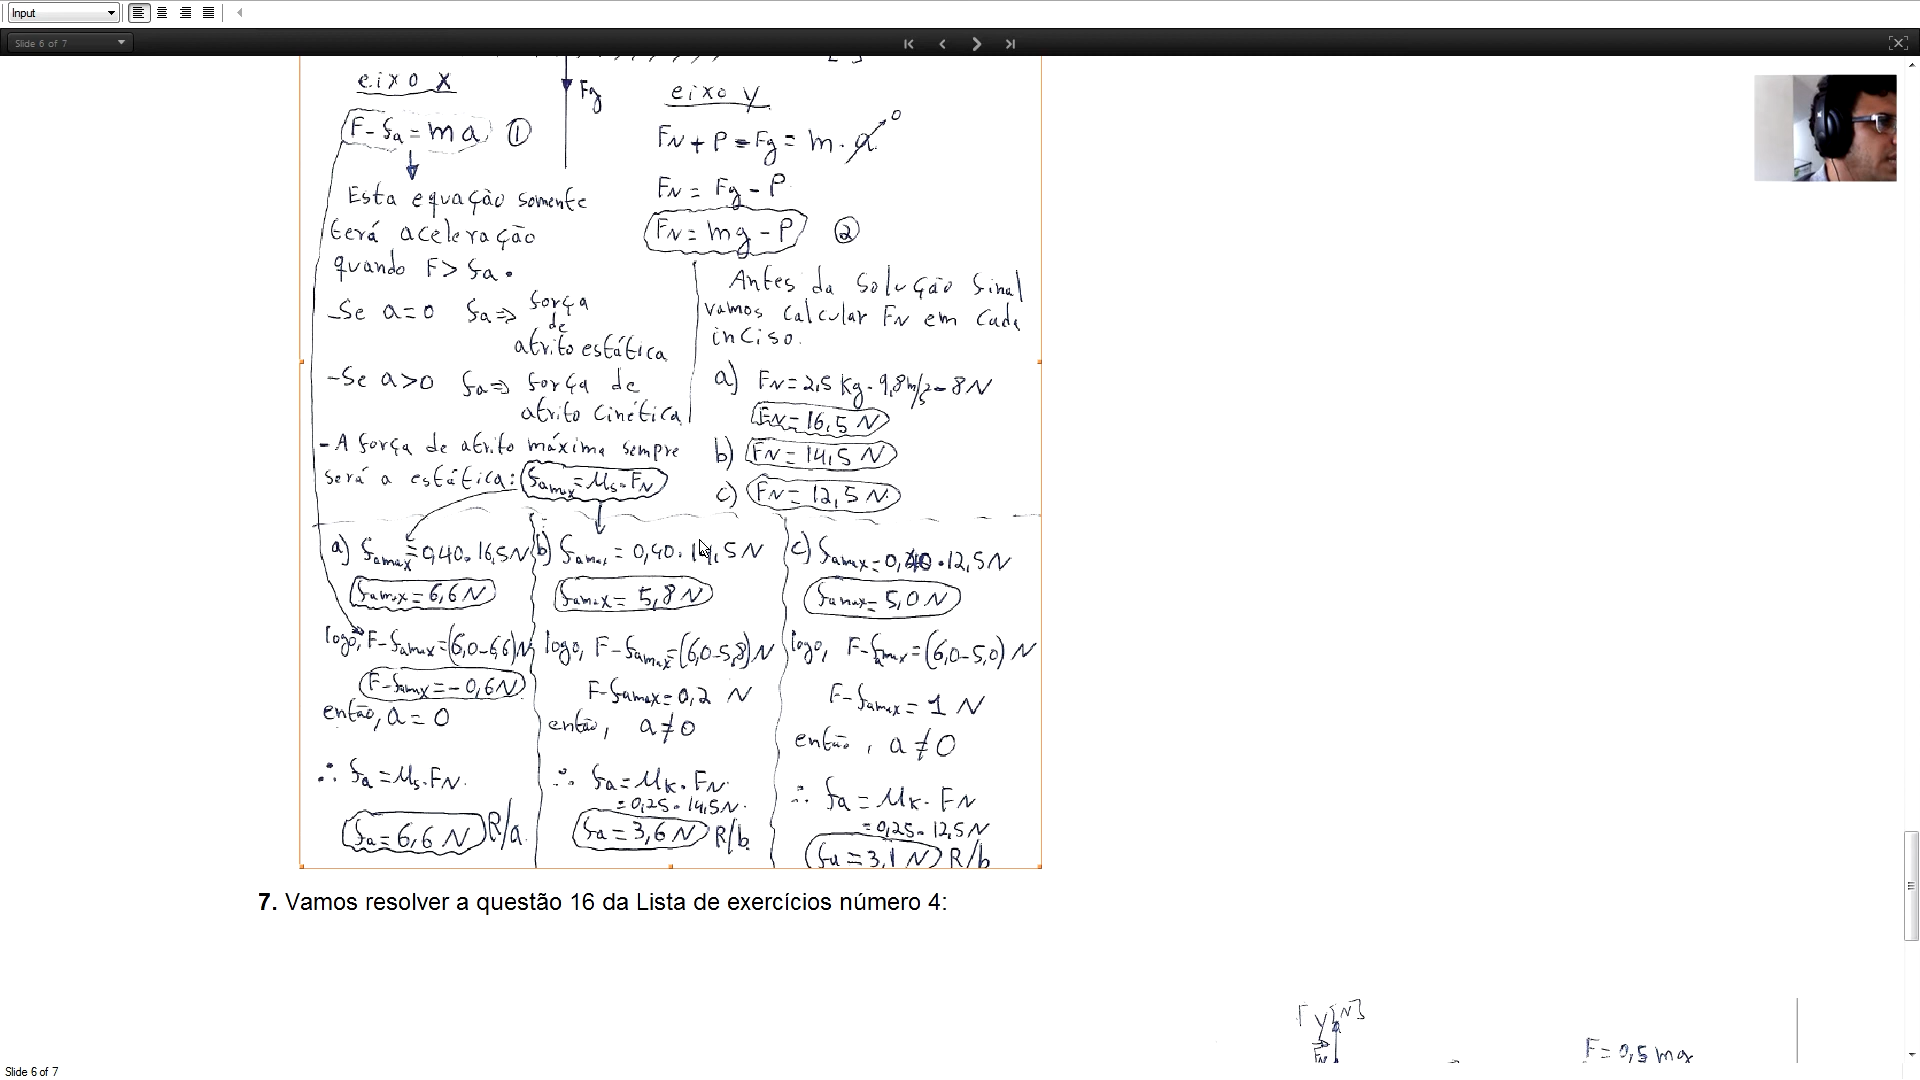 Input
Slide 6 of 7
eixo x
F - fa = ma ①
Esta equação somente
terá aceleração
quando F > fa.
- Se a = 0 fa ⇒ força
de
atrito estática
- Se a > 0 fa ⇒ força de
atrito cinética
- A força de atrito máxima sempre
será a estática: famax = μs·FN
Fg
eixo y
FN + P - Fg = m · a 0
FN = Fg - P
FN = mg - P ②
Antes da solução final
vamos calcular FN em cada
inciso.
a) FN = 2,5 Kg · 9,8 m/s² - 8 N
FN = 16,5 N
b) FN = 14,5 N
c) FN = 12,5 N
a) famax = 0,40 · 16,5 N
famax = 6,6 N
logo, F - famax = (6,0 - 6,6) N
F - famax = -0,6 N
então, a = 0
∴ fa = μs·FN
fa = 6,6 N R/a
b) famax = 0,40 · 14,5 N
famax = 5,8 N
logo, F - famax = (6,0 - 5,8) N
F - famax = 0,2 N
então, a ≠ 0
∴ fa = μK · FN
= 0,25 · 14,5 N
fa = 3,6 N R/b
c) famax = 0,40 · 12,5 N
famax = 5,0 N
logo, F - famax = (6,0 - 5,0) N
F - famax = 1 N
então, a ≠ 0
∴ fa = μK · FN
= 0,25 · 12,5 N
fa = 3,1 N R/b
7. Vamos resolver a questão 16 da Lista de exercícios número 4:
y[N]
FN
F = 0,5 mg
Slide 6 of 7